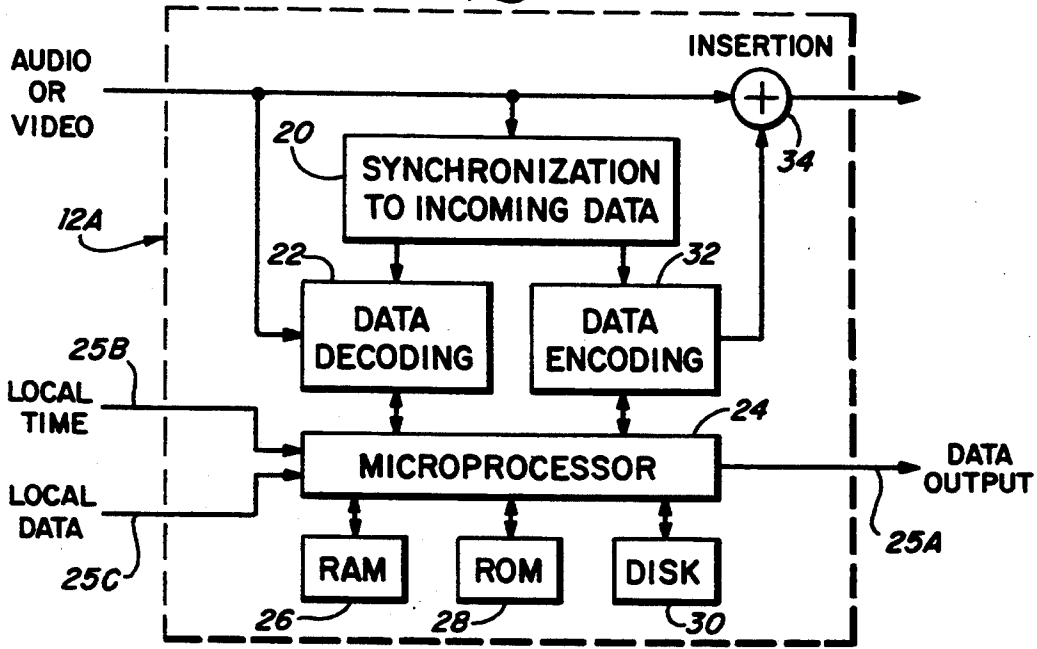 INSERTION
AUDIO
OR
VIDEO
+
34
20
SYNCHRONIZATION
TO INCOMING DATA
12A
22
32
DATA
DECODING
DATA
ENCODING
25B
LOCAL
TIME
24
MICROPROCESSOR
DATA
OUTPUT
LOCAL
DATA
25A
25C
RAM
ROM
DISK
26
28
30